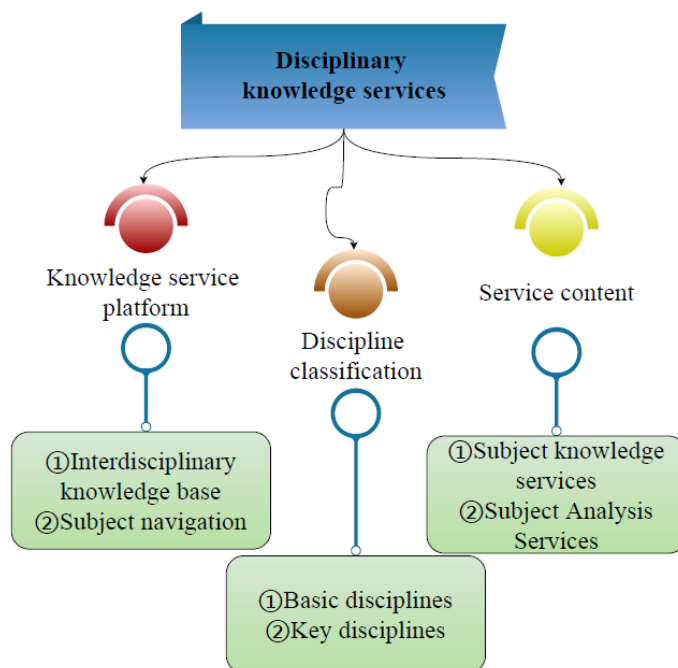 Disciplinary
knowledge services
Knowledge service
platform
Discipline
classification
Service content
①Interdisciplinary
knowledge base
②Subject navigation
①Basic disciplines
②Key disciplines
①Subject knowledge
services
②Subject Analysis
Services